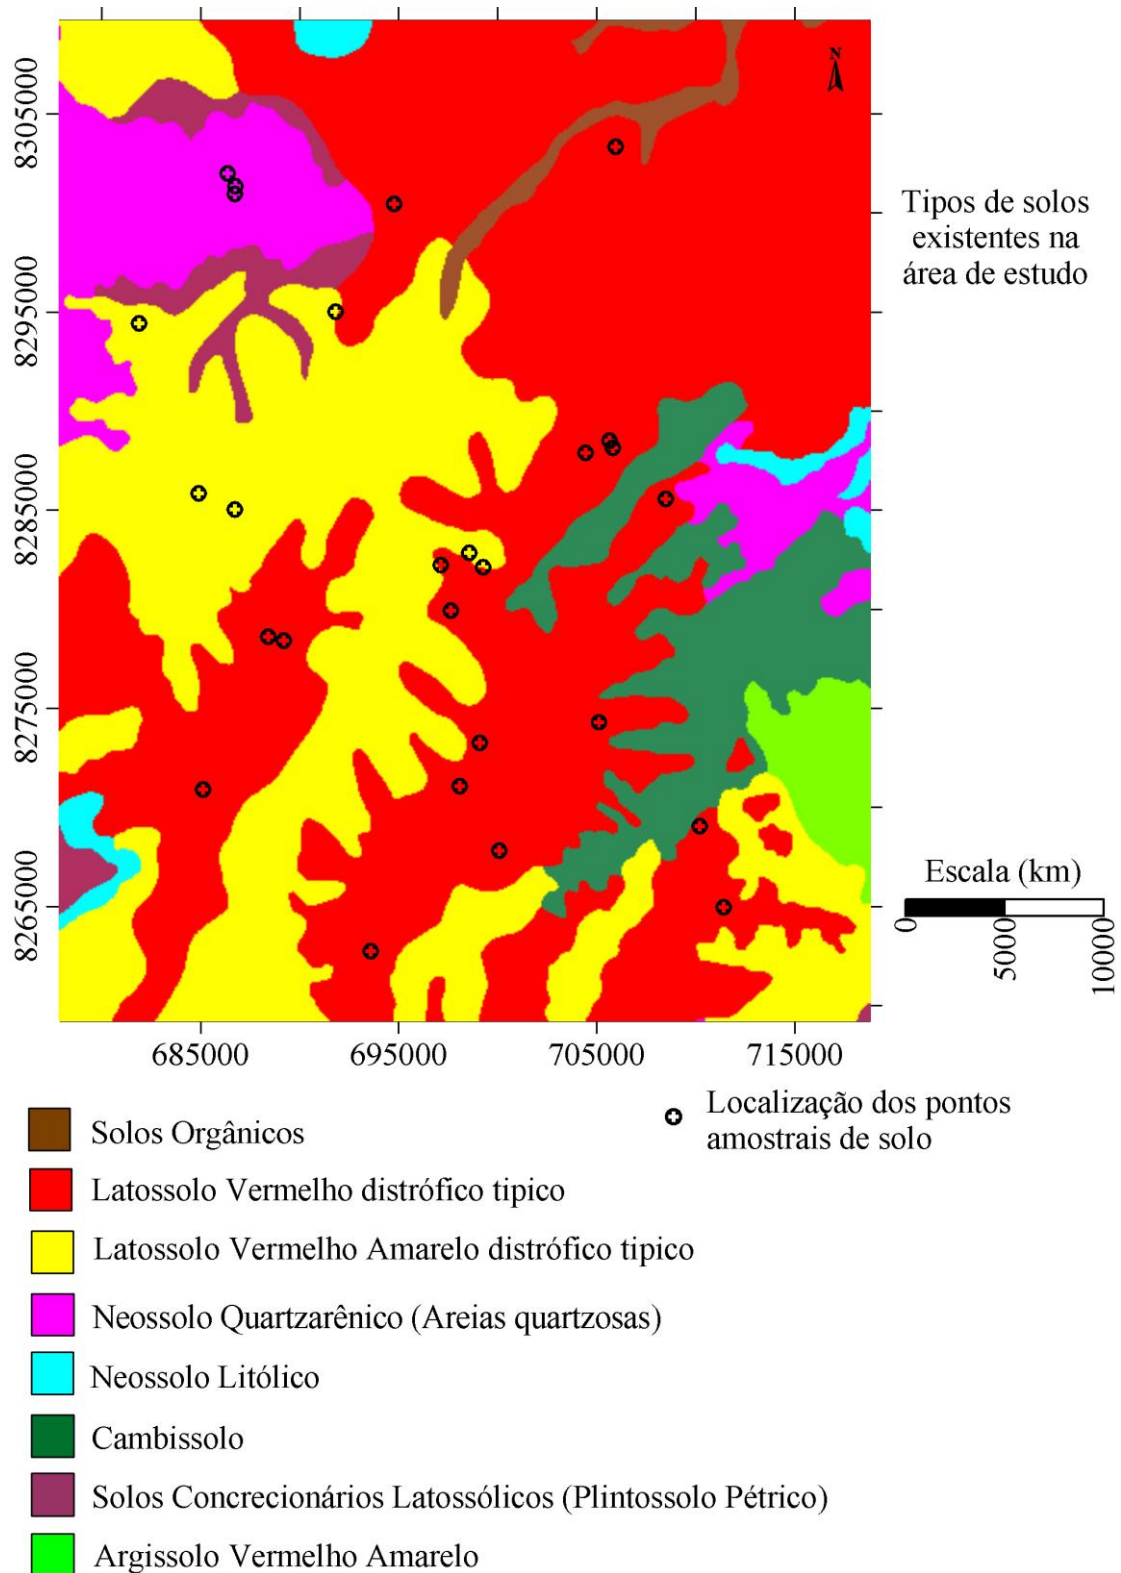 N
8305000
8295000
8285000
8275000
8265000
Tipos de solos
existentes na
área de estudo
Escala (km)
0
5000
10000
685000
695000
705000
715000
Localização dos pontos
amostrais de solo
Solos Orgânicos
Latossolo Vermelho distrófico tipico
Latossolo Vermelho Amarelo distrófico tipico
Neossolo Quartzarênico (Areias quartzosas)
Neossolo Litólico
Cambissolo
Solos Concrecionários Latossólicos (Plintossolo Pétrico)
Argissolo Vermelho Amarelo